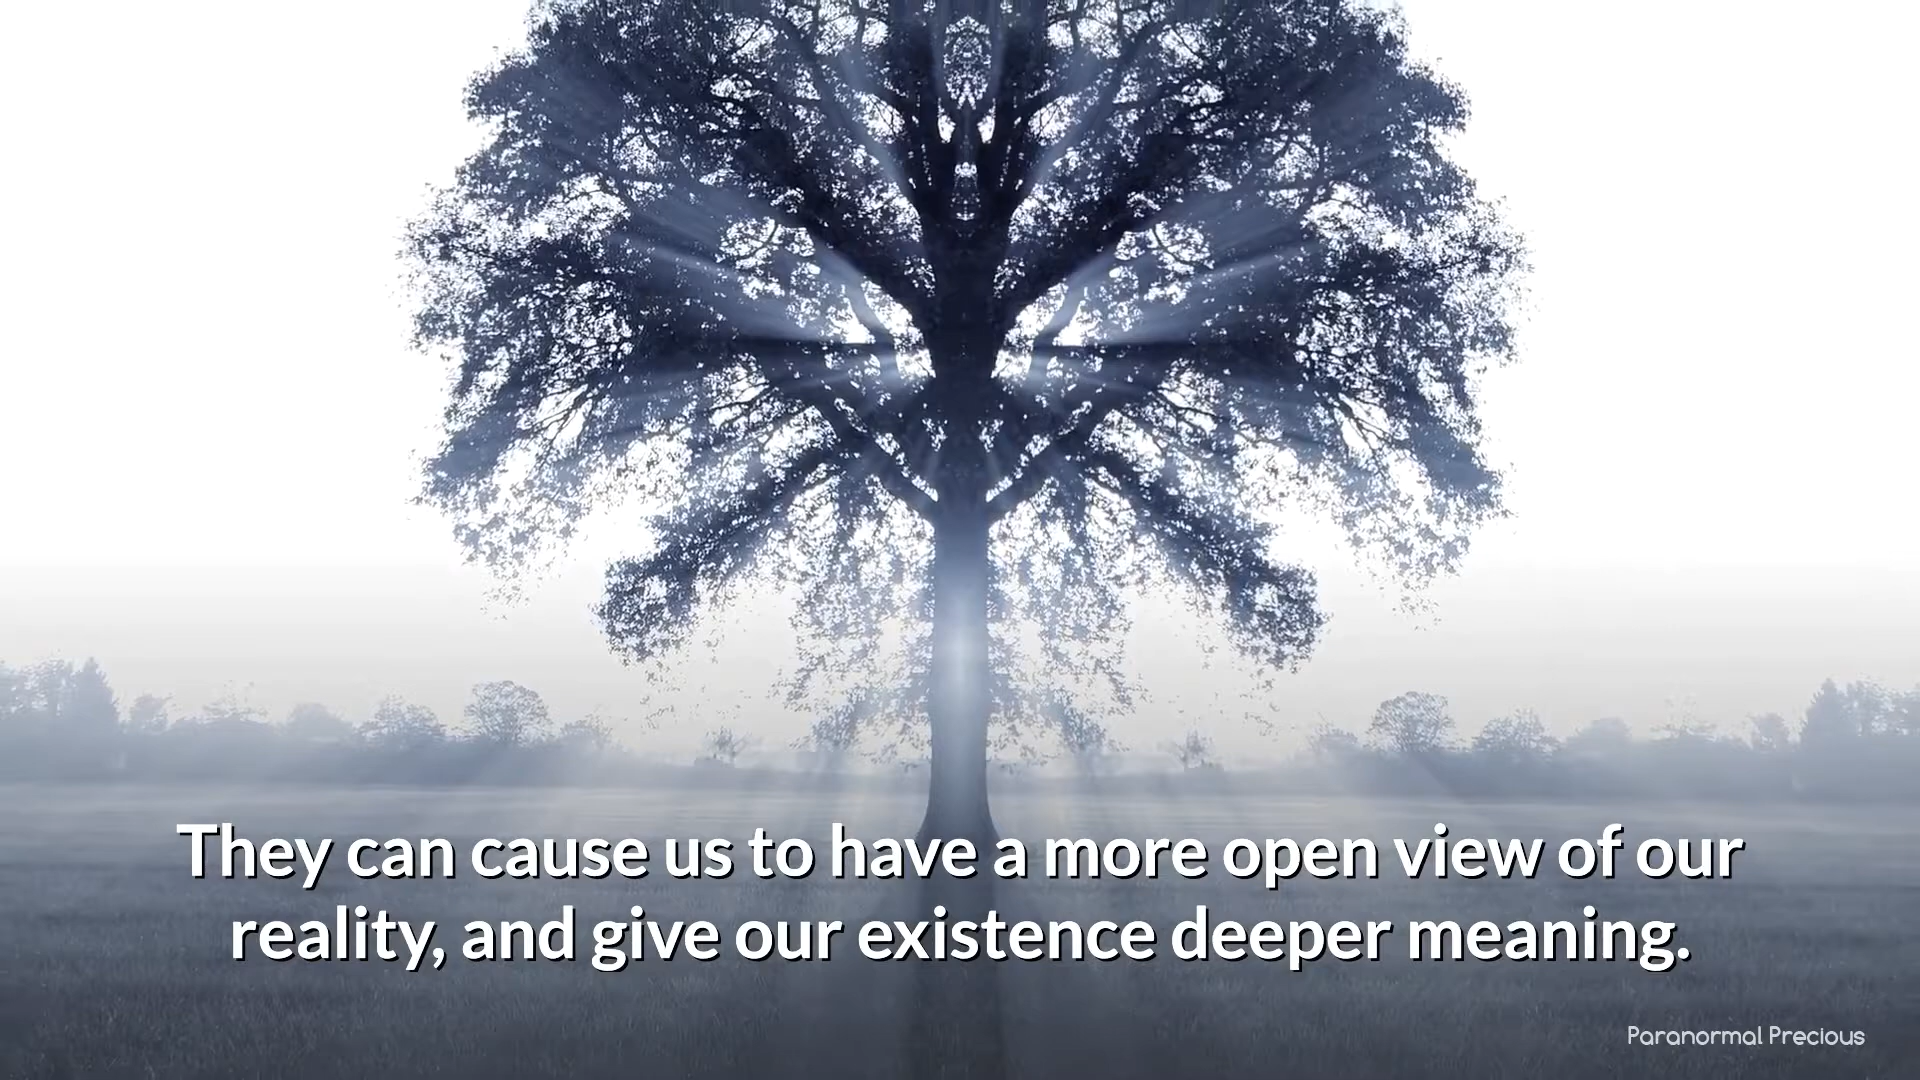 They can cause us to have a more open view of our
reality, and give our existence deeper meaning.
Paranormal Precious